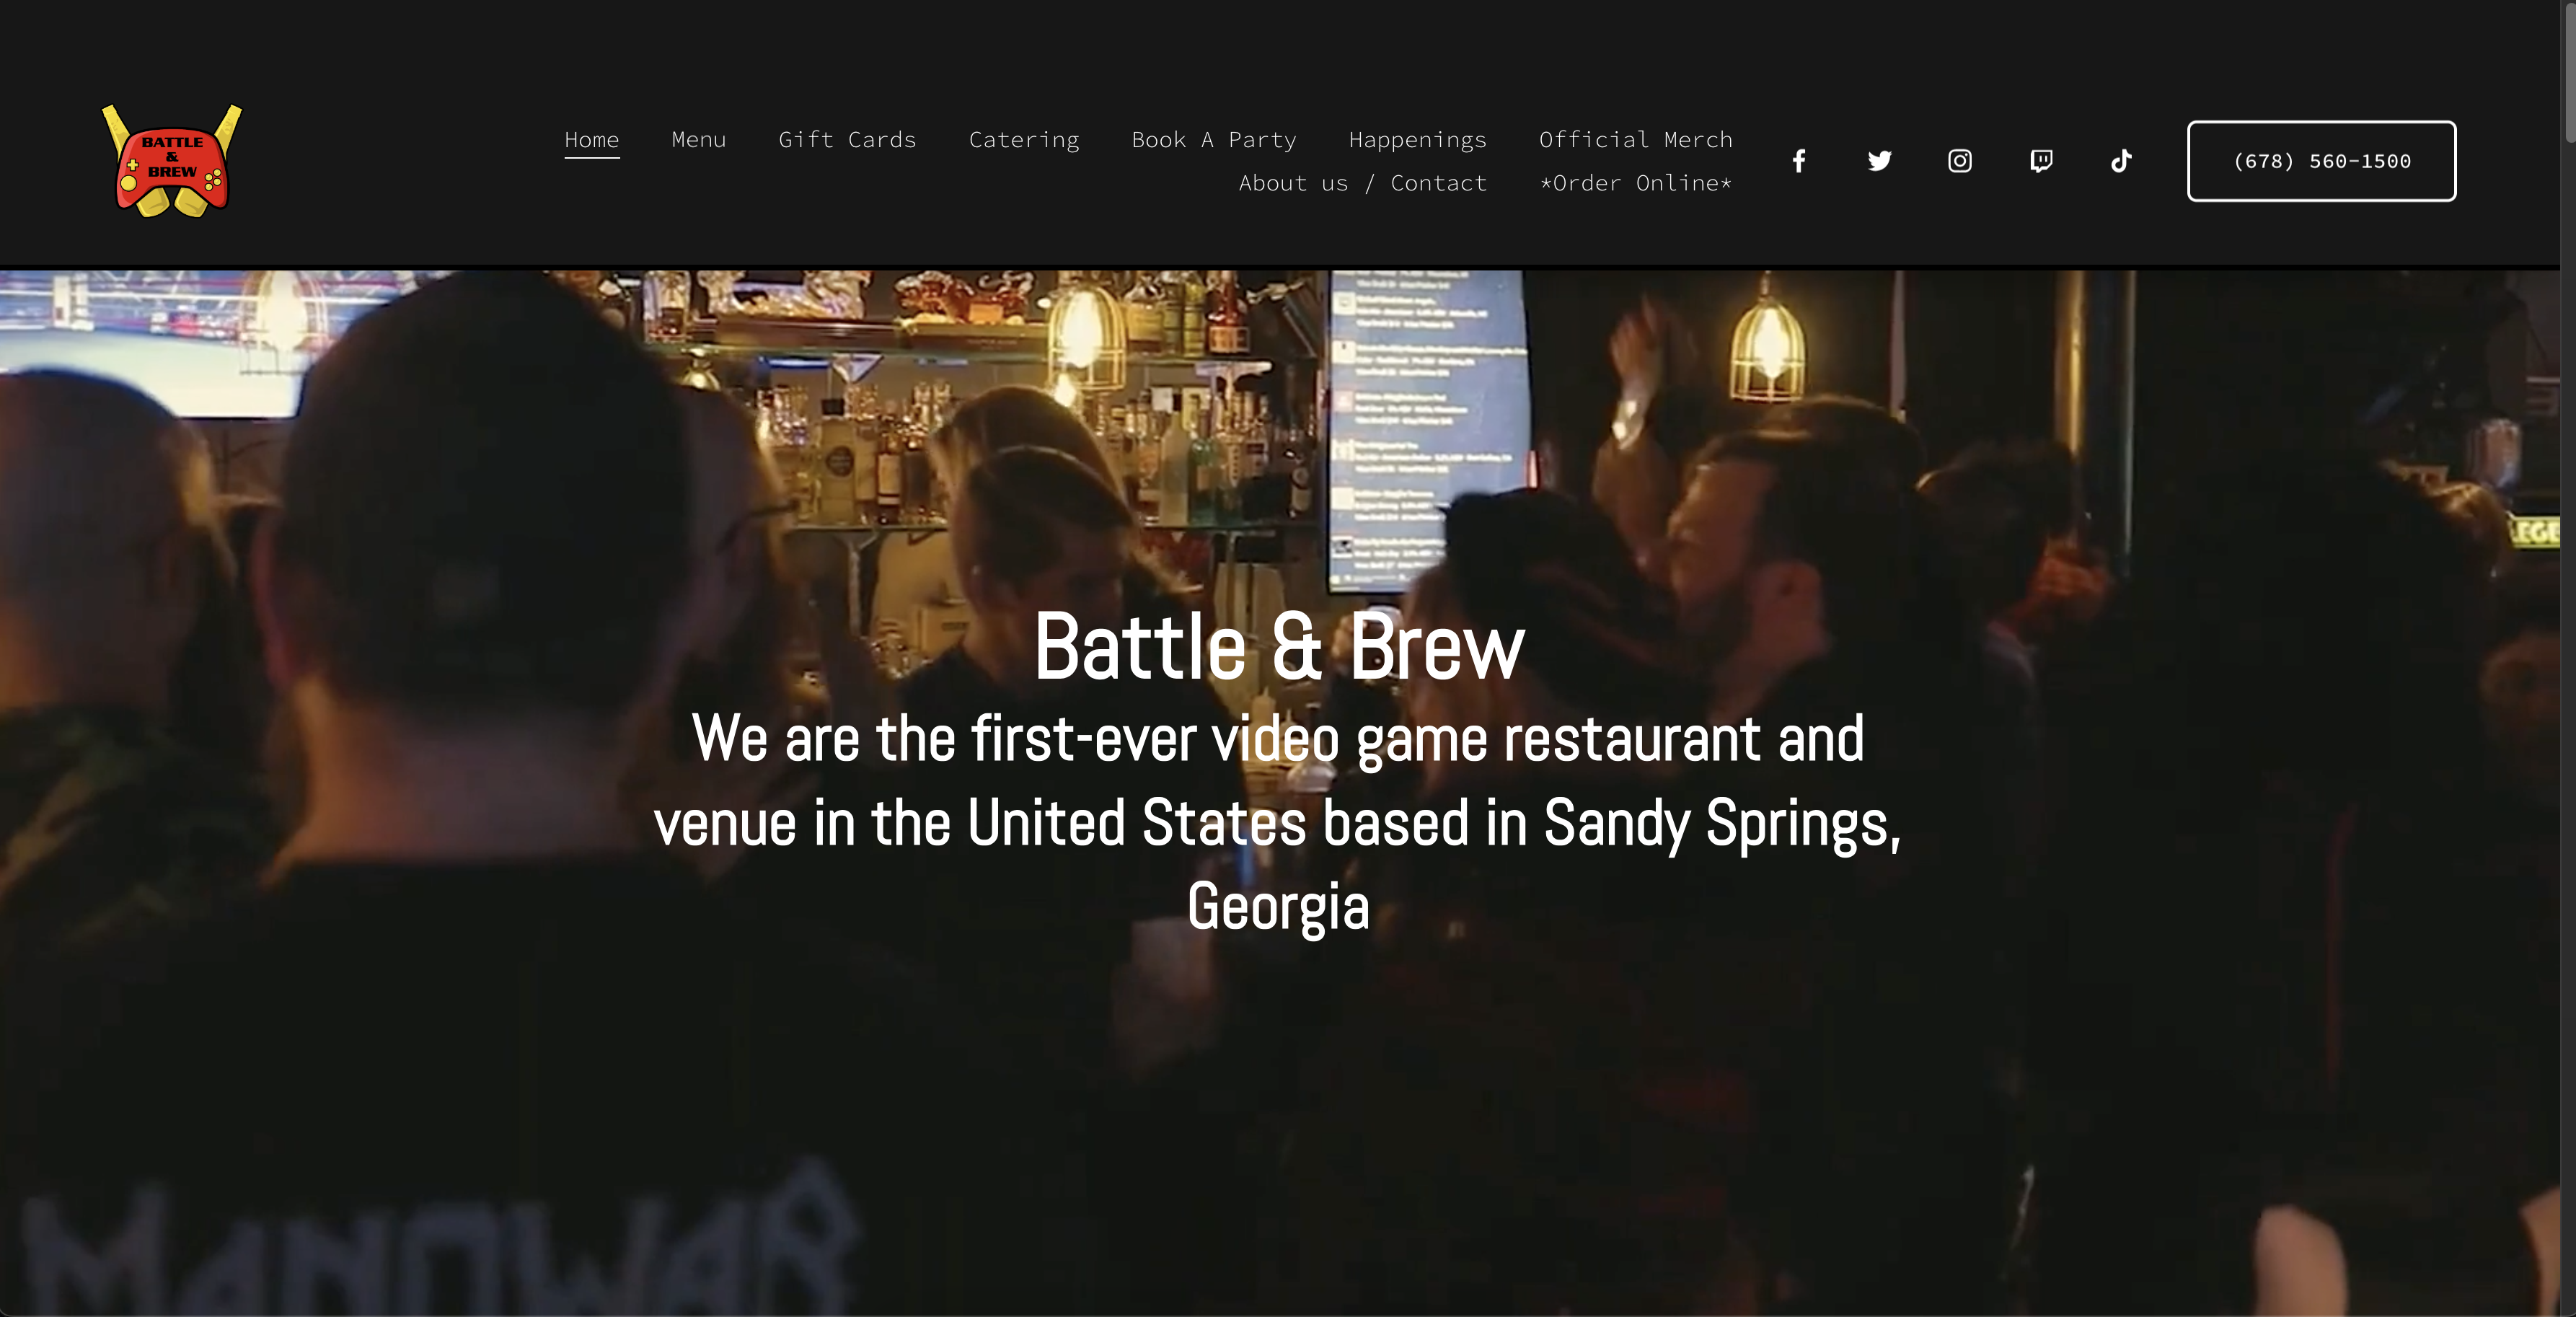 BATTLE
&
BREW
Home Menu Gift Cards Catering Book A Party Happenings Official Merch
About us / Contact *Order Online*
(678) 560-1500
Battle & Brew
We are the first-ever video game restaurant and
venue in the United States based in Sandy Springs,
Georgia
MANOWAR